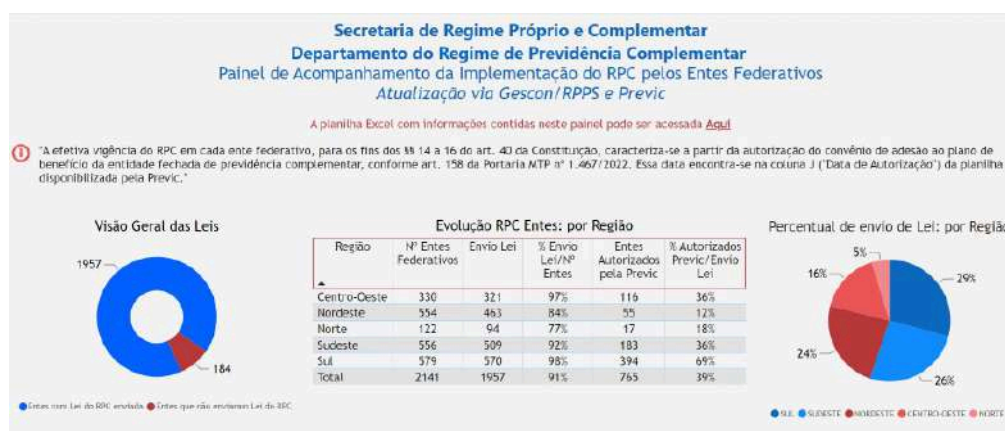 Secretaria de Regime Próprio e Complementar
Departamento do Regime de Previdência Complementar
Painel de Acompanhamento da Implementação do RPC pelos Entes Federativos
Atualização via Gescon/RPPS e Previc
A planilha Excel com informações contidas neste painel pode ser acessada Aqui
"A efetiva vigência do RPC em cada ente federativo, para os fins dos §§ 14 a 16 do art. 40 da Constituição, caracteriza-se a partir da autorização do convênio de adesão ao plano de
benefício da entidade fechada de previdência complementar, conforme art. 158 da Portaria MTP nº 1.467/2022. Essa data encontra-se na coluna J ("Data de Autorização") da planilha
disponibilizada pela Previc."
Visão Geral das Leis
1957
184
Entes com Lei do RPC enviada Entes que não enviaram Lei de RPC
Evolução RPC Entes: por Região
Região Nº Entes Federativos Envio Lei % Envio Lei/Nº Entes Entes Autorizados pela Previc % Autorizados Previc/Envio Lei
Centro-Oeste 330 321 97% 116 36%
Nordeste 554 463 84% 55 12%
Norte 122 94 77% 17 18%
Sudeste 556 509 92% 183 36%
Sul 579 570 98% 394 69%
Total 2141 1957 91% 765 39%
Percentual de envio de Lei: por Região
5%
16%
29%
24%
26%
SUL SUDESTE NORDESTE CENTRO-OESTE NORTE